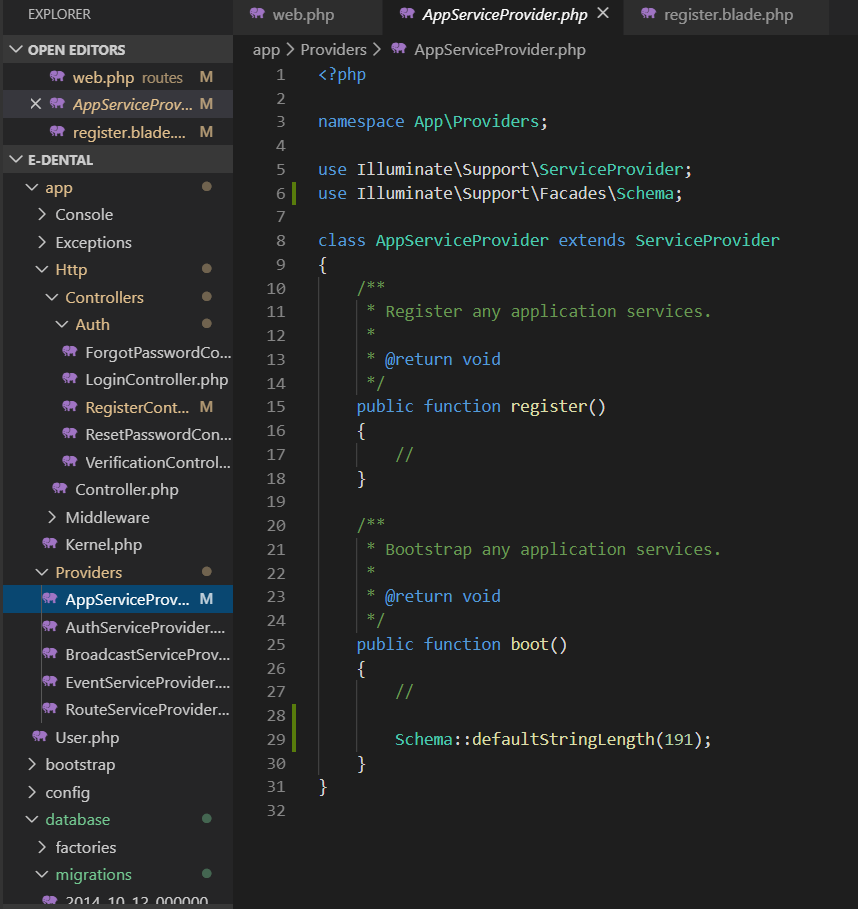 EXPLORER
OPEN EDITORS
web.php routes M
AppServiceProv... M
register.blade.... M
E-DENTAL
app
Console
Exceptions
Http
Controllers
Auth
ForgotPasswordCo...
LoginController.php
RegisterCont... M
ResetPasswordCon...
VerificationControl...
Controller.php
Middleware
Kernel.php
Providers
AppServiceProv... M
AuthServiceProvider....
BroadcastServiceProv...
EventServiceProvider....
RouteServiceProvider...
User.php
bootstrap
config
database
factories
migrations
2014_10_12_000000
web.php AppServiceProvider.php register.blade.php
app > Providers > AppServiceProvider.php
1 <?php
2
3 namespace App\Providers;
4
5 use Illuminate\Support\ServiceProvider;
6 use Illuminate\Support\Facades\Schema;
7
8 class AppServiceProvider extends ServiceProvider
9 {
10 /**
11 * Register any application services.
12 *
13 * @return void
14 */
15 public function register()
16 {
17 //
18 }
19
20 /**
21 * Bootstrap any application services.
22 *
23 * @return void
24 */
25 public function boot()
26 {
27 //
28
29 Schema::defaultStringLength(191);
30 }
31 }
32